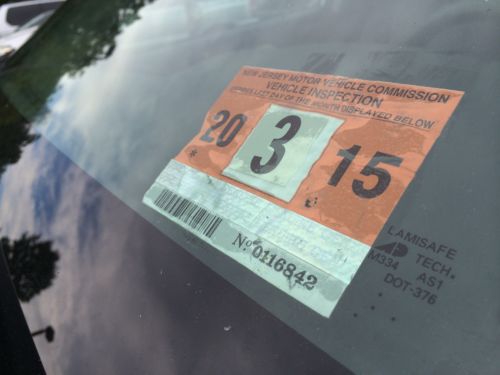 NEW JERSEY MOTOR VEHICLE COMMISSION
VEHICLE INSPECTION
EXPIRES LAST DAY OF THE MONTH DISPLAYED BELOW
20 3 15
*
No 0116842
LAMISAFE
TECH.
M334 AS1
DOT-376